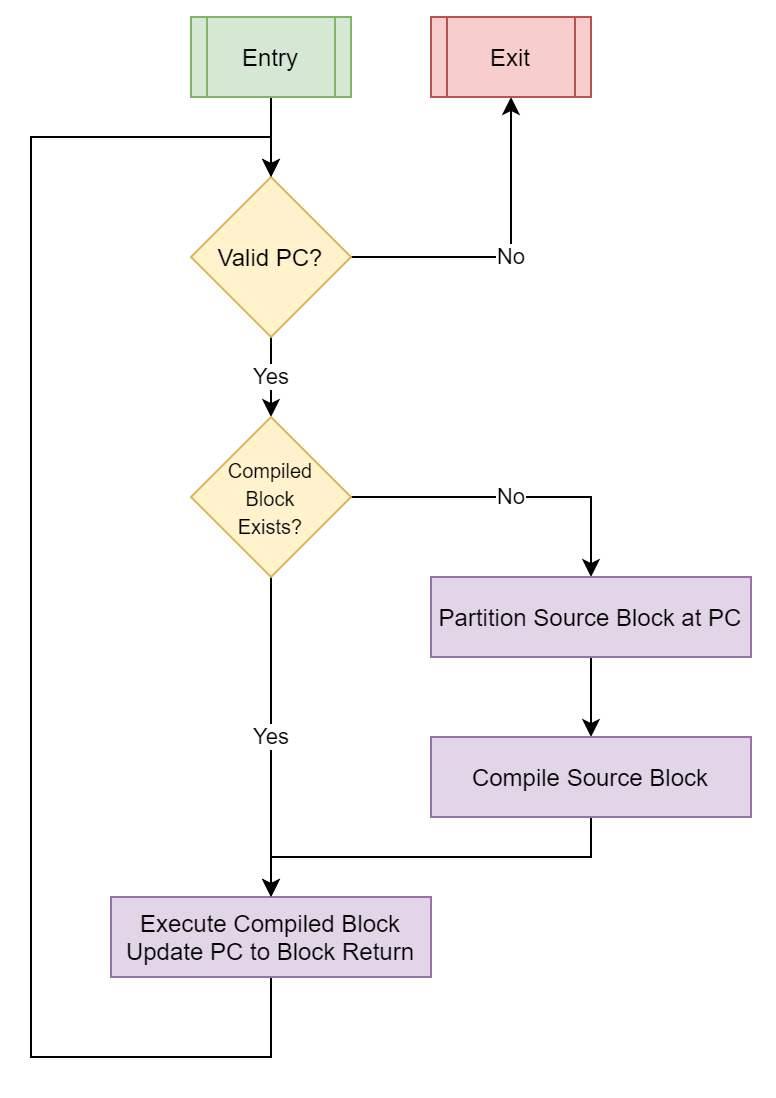 Entry
Exit
Valid PC?
No
Yes
Compiled
Block
Exists?
No
Partition Source Block at PC
Yes
Compile Source Block
Execute Compiled Block
Update PC to Block Return